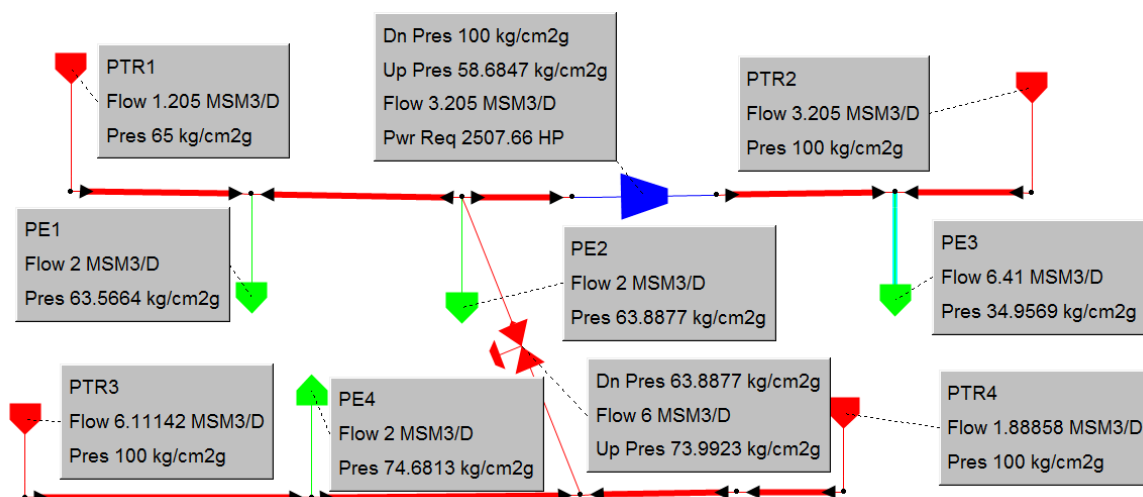 PTR1
Flow 1.205 MSM3/D
Pres 65 kg/cm2g
Dn Pres 100 kg/cm2g
Up Pres 58.6847 kg/cm2g
Flow 3.205 MSM3/D
Pwr Req 2507.66 HP
PTR2
Flow 3.205 MSM3/D
Pres 100 kg/cm2g
PE1
Flow 2 MSM3/D
Pres 63.5664 kg/cm2g
PE2
Flow 2 MSM3/D
Pres 63.8877 kg/cm2g
PE3
Flow 6.41 MSM3/D
Pres 34.9569 kg/cm2g
PTR3
Flow 6.11142 MSM3/D
Pres 100 kg/cm2g
PE4
Flow 2 MSM3/D
Pres 74.6813 kg/cm2g
Dn Pres 63.8877 kg/cm2g
Flow 6 MSM3/D
Up Pres 73.9923 kg/cm2g
PTR4
Flow 1.88858 MSM3/D
Pres 100 kg/cm2g